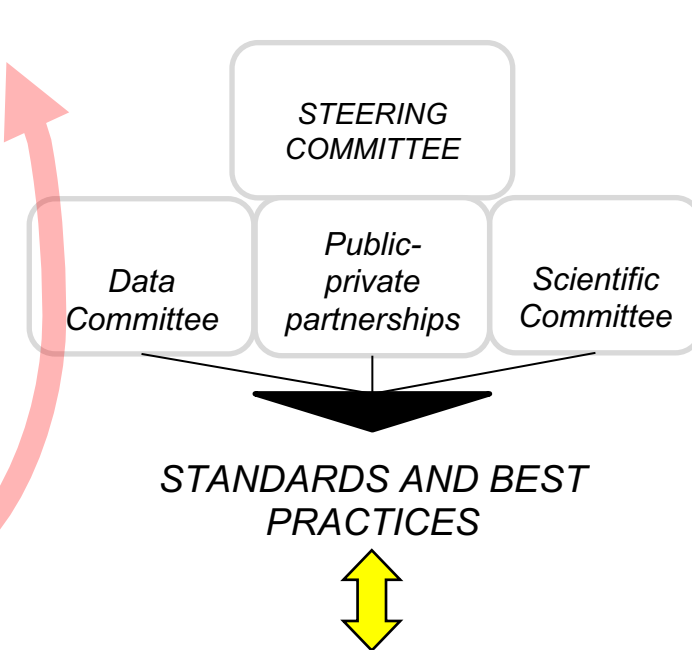 STEERING
COMMITTEE
Data
Committee
Public-
private
partnerships
Scientific
Committee
STANDARDS AND BEST
PRACTICES